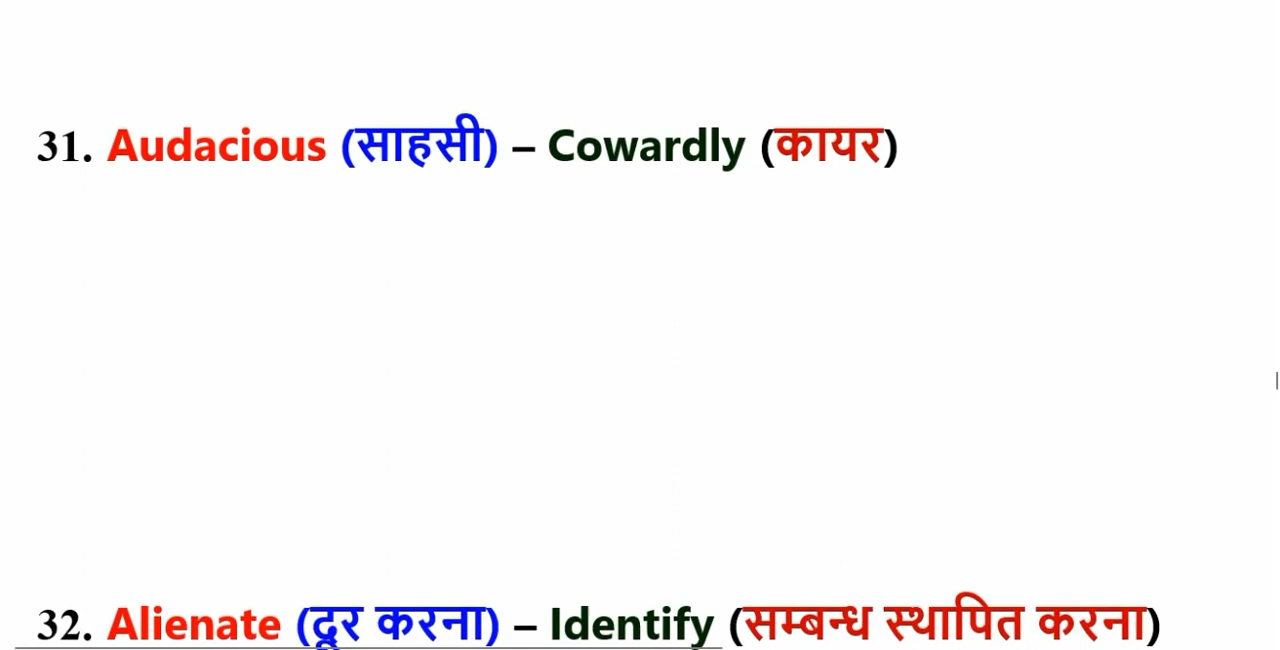 31. Audacious (साहसी) – Cowardly (कायर)
32. Alienate (दूर करना) – Identify (सम्बन्ध स्थापित करना)